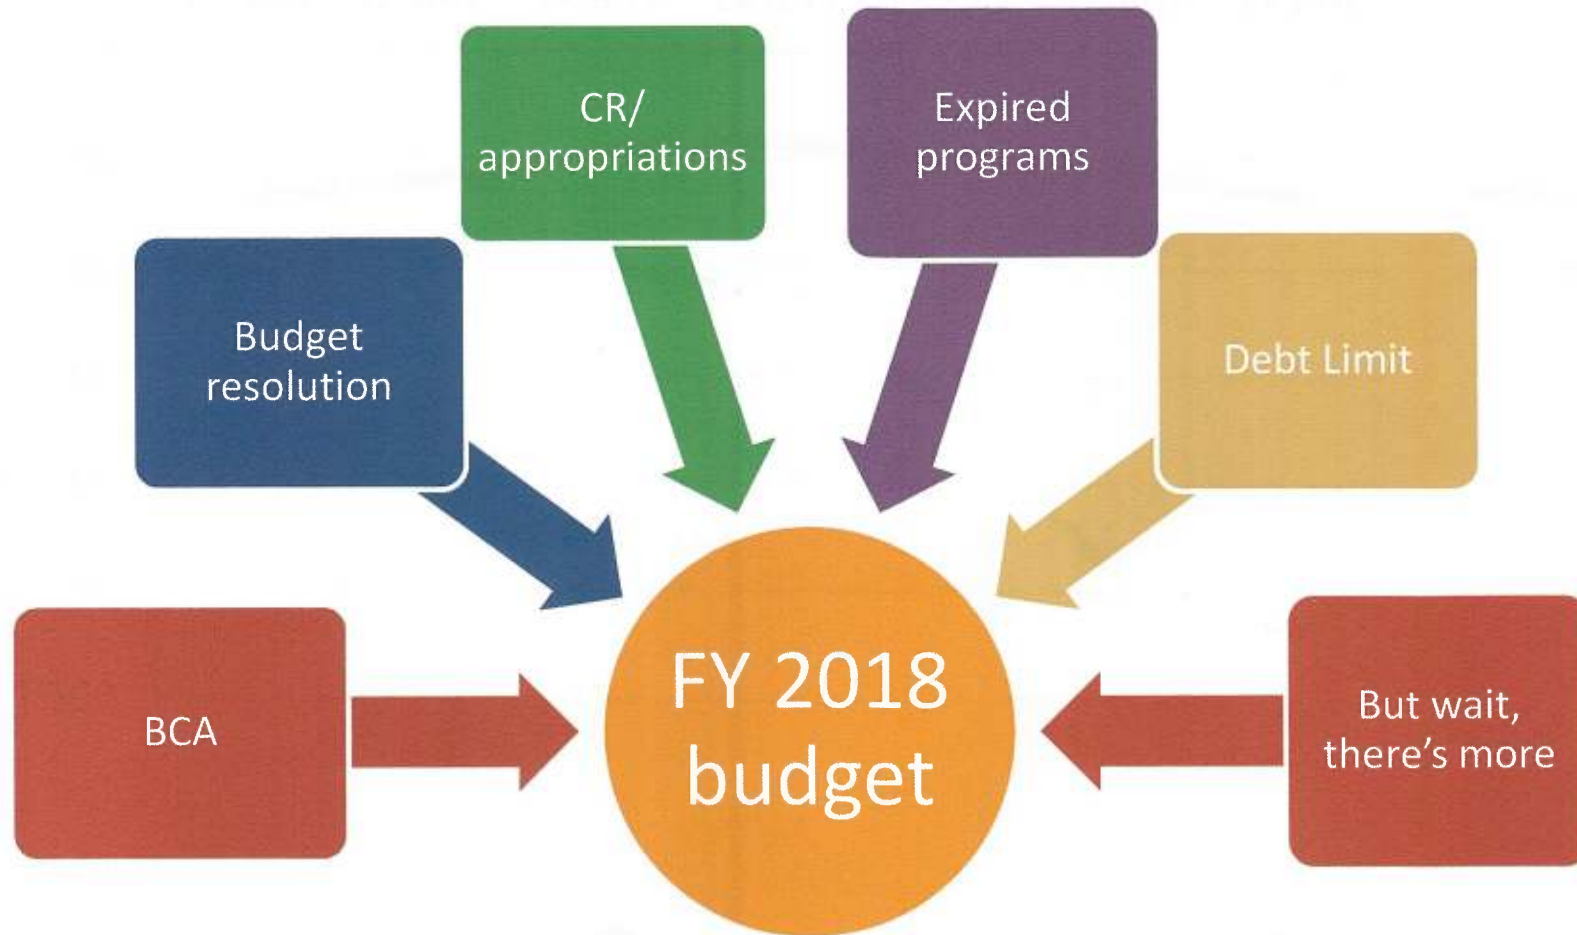 CR/
appropriations
Expired
programs
Budget
resolution
Debt Limit
BCA
FY 2018
budget
But wait,
there’s more